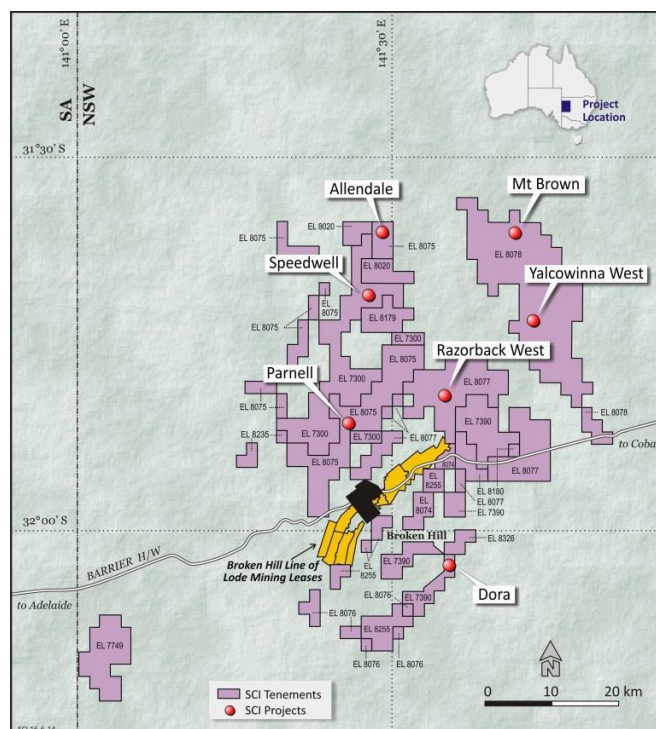 141°00' E
141°30' E
SA
NSW
Project
Location
31°30' S
Allendale
Mt Brown
EL 8020
EL 8075
EL 8075
EL 8078
EL 8020
Speedwell
Yalcowinna West
EL
8075
EL 8179
EL 8075
EL 7300
EL 8075
Razorback West
Parnell
EL 7300
EL 8077
EL 8075
EL 8075
EL 7390
EL 8078
EL 8235
EL 7300
EL 7300
EL 8077
to Coba
EL 8075
EL 8077
8074
EL
8255
EL 8180
EL 8077
EL 7390
EL
8074
32°00' S
Broken Hill
EL 8326
BARRIER H/W
Broken Hill Line of
Lode Mining Leases
EL
8255
EL 7390
Dora
to Adelaide
EL 8076
EL 7390
EL 8076
EL 7749
EL 8255
EL 8076
EL 8076
SCI Tenements
SCI Projects
0 10 20 km